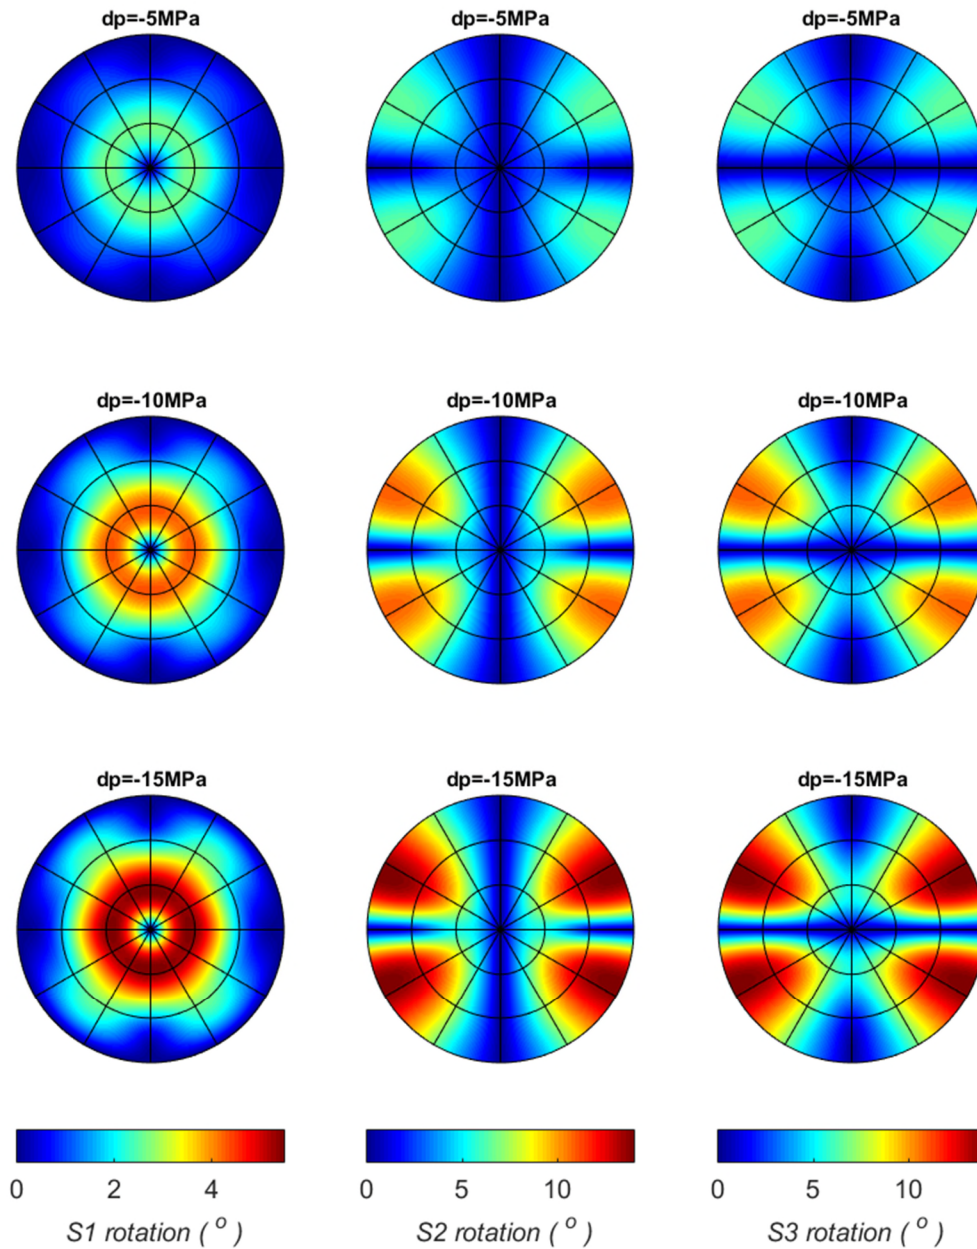 dp=-5MPa dp=-5MPa dp=-5MPa
dp=-10MPa dp=-10MPa dp=-10MPa
dp=-15MPa dp=-15MPa dp=-15MPa
0 2 4 0 5 10 0 5 10
S1 rotation ( o ) S2 rotation ( o ) S3 rotation ( o )